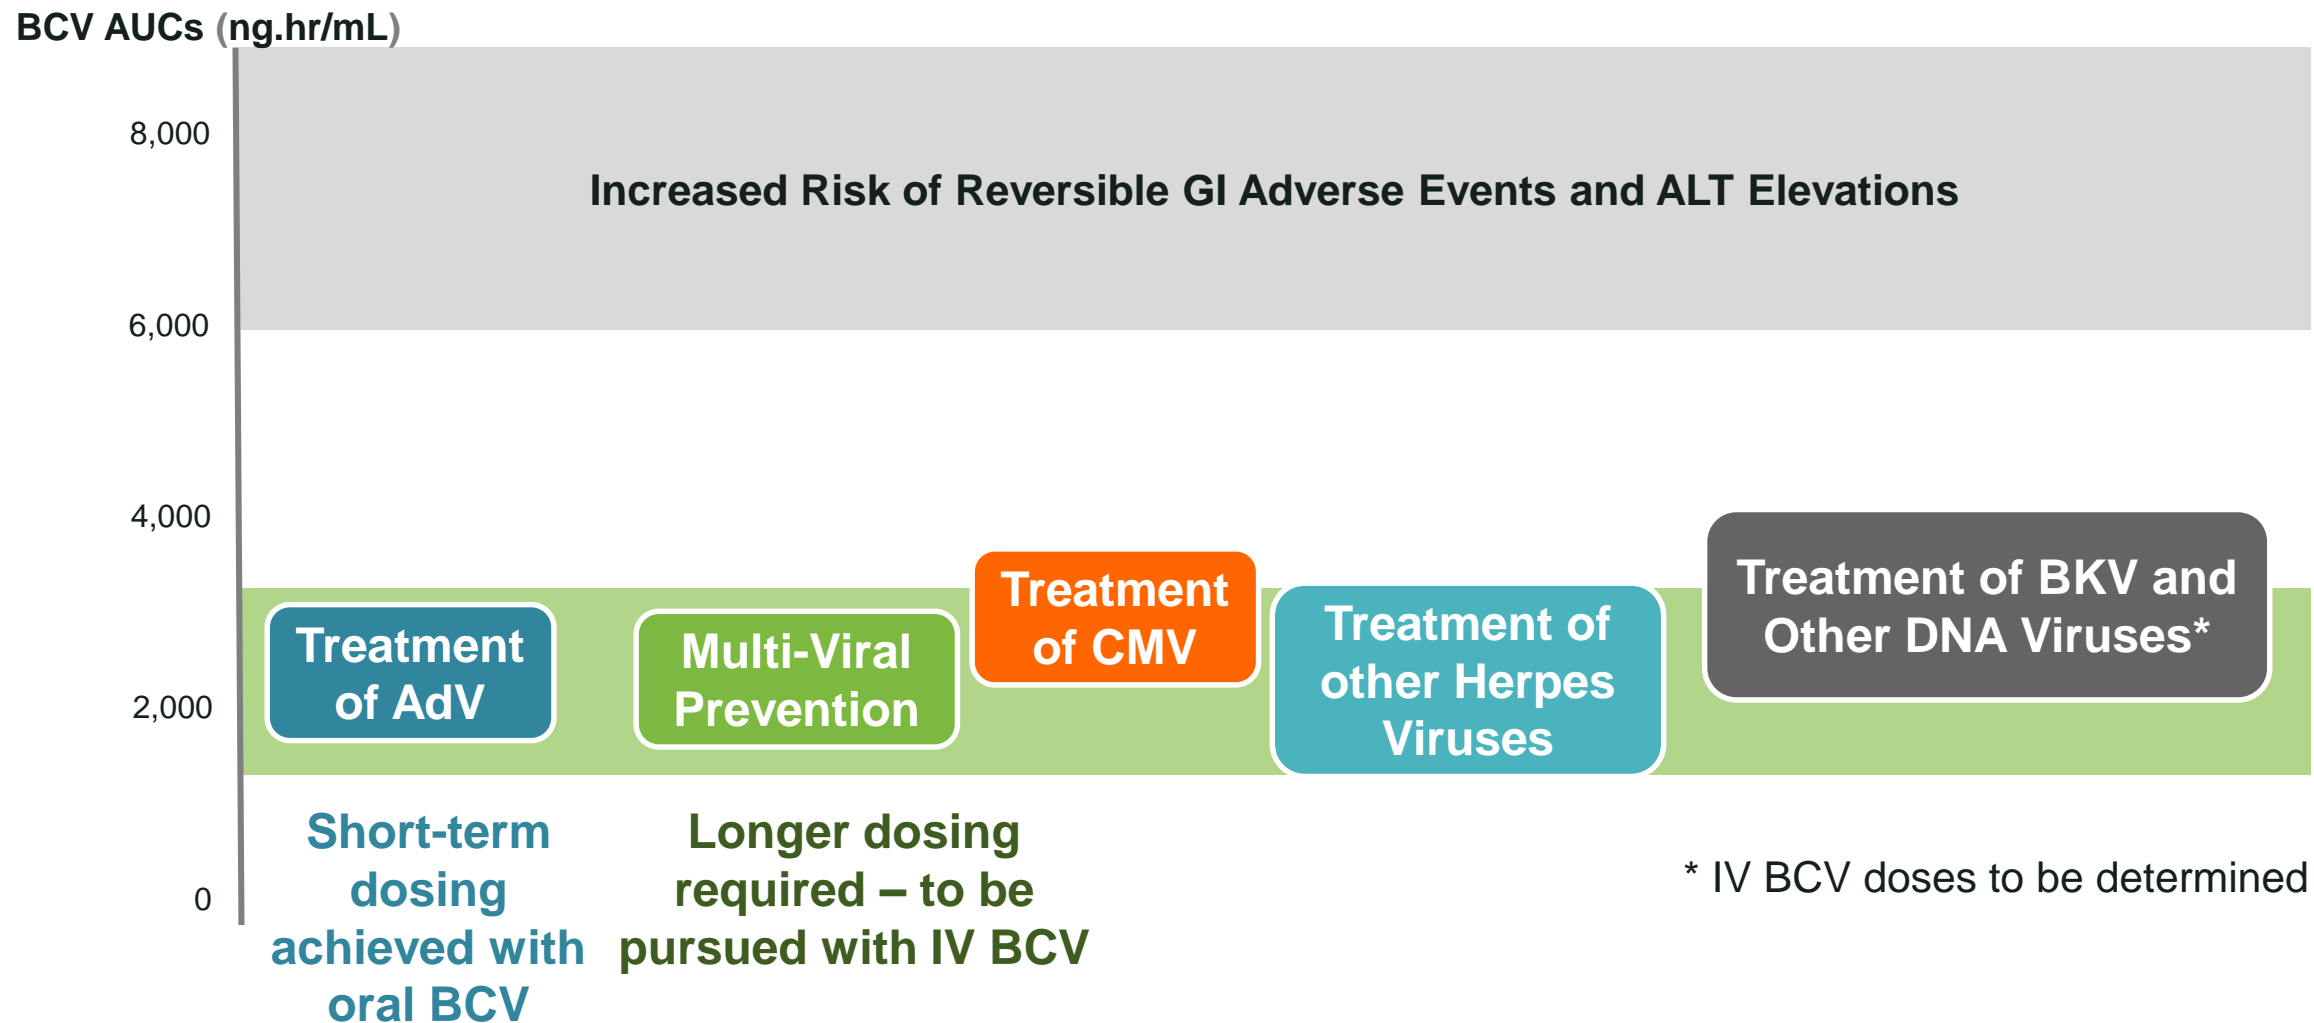 BCV AUCs (ng.hr/mL)
8,000
Increased Risk of Reversible GI Adverse Events and ALT Elevations
6,000
4,000
2,000
0
Treatment
of AdV
Multi-Viral
Prevention
Treatment
of CMV
Treatment of
other Herpes
Viruses
Treatment of BKV and
Other DNA Viruses*
Short-term
dosing
achieved with
oral BCV
Longer dosing
required – to be
pursued with IV BCV
* IV BCV doses to be determined